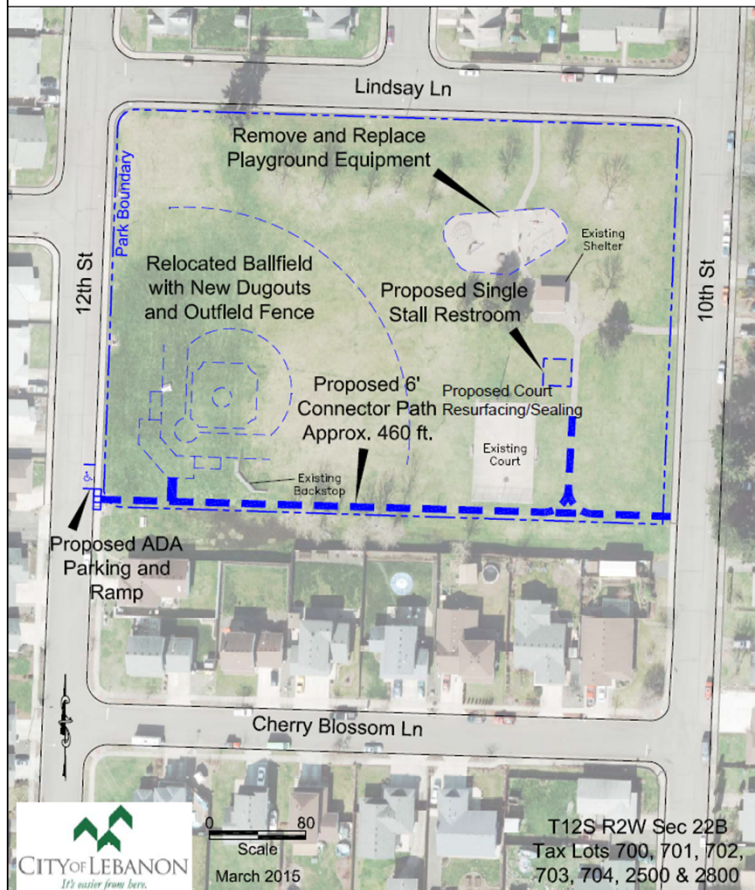 Lindsay Ln
Remove and Replace
Playground Equipment
Park Boundary
Existing
Shelter
12th St
10th St
Relocated Ballfield
with New Dugouts
and Outfield Fence
Proposed Single
Stall Restroom
Proposed 6'
Connector Path
Approx. 460 ft.
Proposed Court
Resurfacing/Sealing
Existing
Court
Existing
Backstop
Proposed ADA
Parking and
Ramp
Cherry Blossom Ln
CITY OF LEBANON
It's easier from here.
0 80
Scale
March 2015
T12S R2W Sec 22B
Tax Lots 700, 701, 702,
703, 704, 2500 & 2800